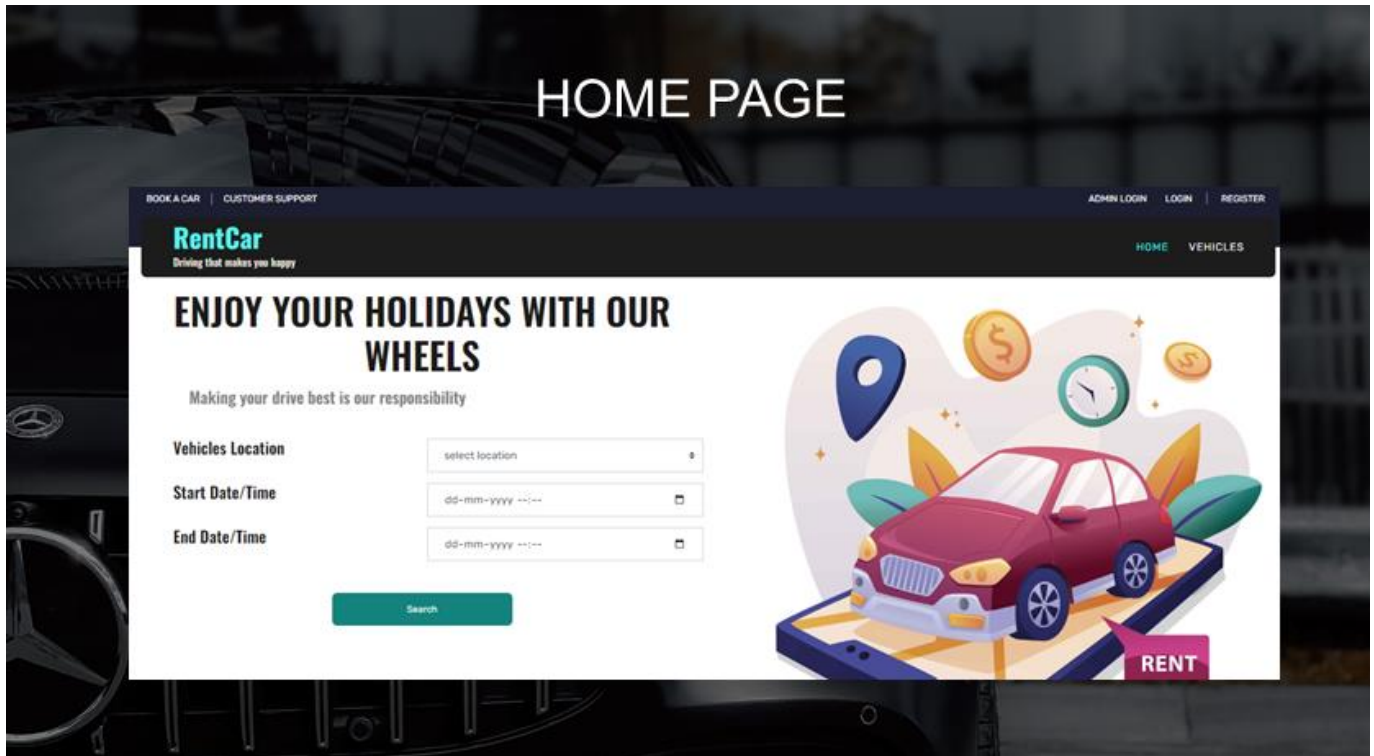 HOME PAGE
BOOK A CAR | CUSTOMER SUPPORT
ADMIN LOGIN LOGIN | REGISTER
RentCar
Driving that makes you happy
HOME VEHICLES
ENJOY YOUR HOLIDAYS WITH OUR
WHEELS
Making your drive best is our responsibility
Vehicles Location
select location
Start Date/Time
dd-mm-yyyy --:--
End Date/Time
dd-mm-yyyy --:--
Search
RENT